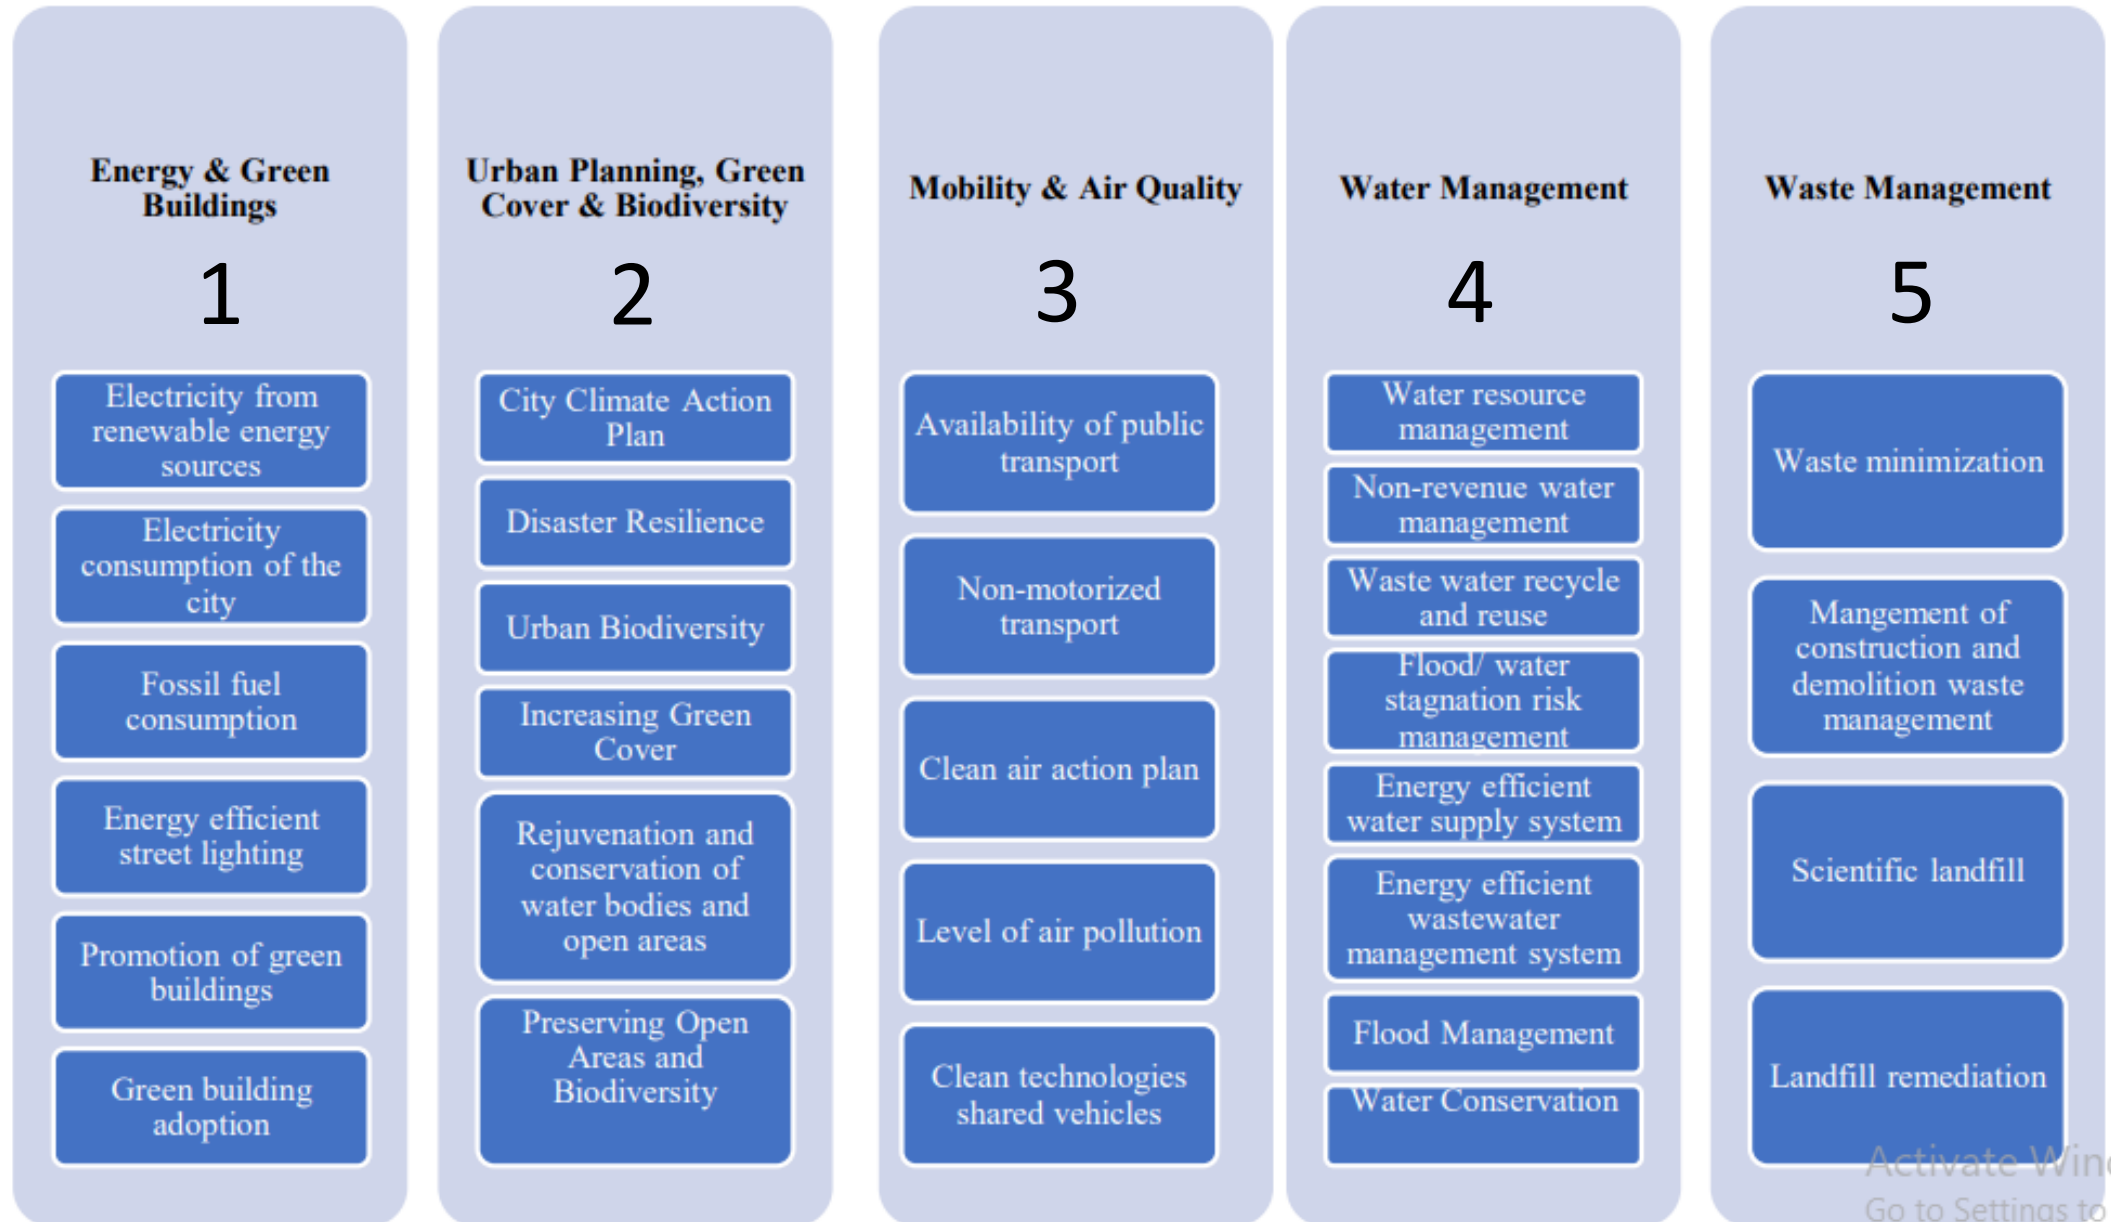 Energy & Green
Buildings
1
Electricity from
renewable energy
sources
Electricity
consumption of the
city
Fossil fuel
consumption
Energy efficient
street lighting
Promotion of green
buildings
Green building
adoption
Urban Planning, Green
Cover & Biodiversity
2
City Climate Action
Plan
Disaster Resilience
Urban Biodiversity
Increasing Green
Cover
Rejuvenation and
conservation of
water bodies and
open areas
Preserving Open
Areas and
Biodiversity
Mobility & Air Quality
3
Availability of public
transport
Non-motorized
transport
Clean air action plan
Level of air pollution
Clean technologies
shared vehicles
Water Management
4
Water resource
management
Non-revenue water
management
Waste water recycle
and reuse
Flood/ water
stagnation risk
management
Energy efficient
water supply system
Energy efficient
wastewater
management system
Flood Management
Water Conservation
Waste Management
5
Waste minimization
Mangement of
construction and
demolition waste
management
Scientific landfill
Landfill remediation
Activate Win
Go to Settings to